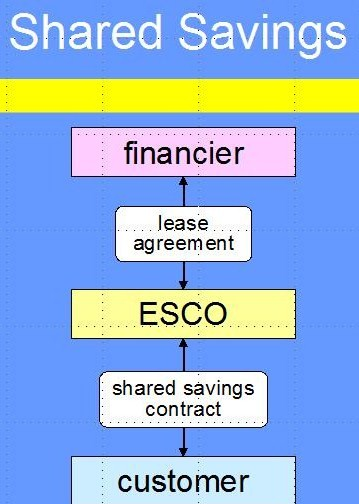 Shared Savings
financier
lease
agreement
ESCO
shared savings
contract
customer